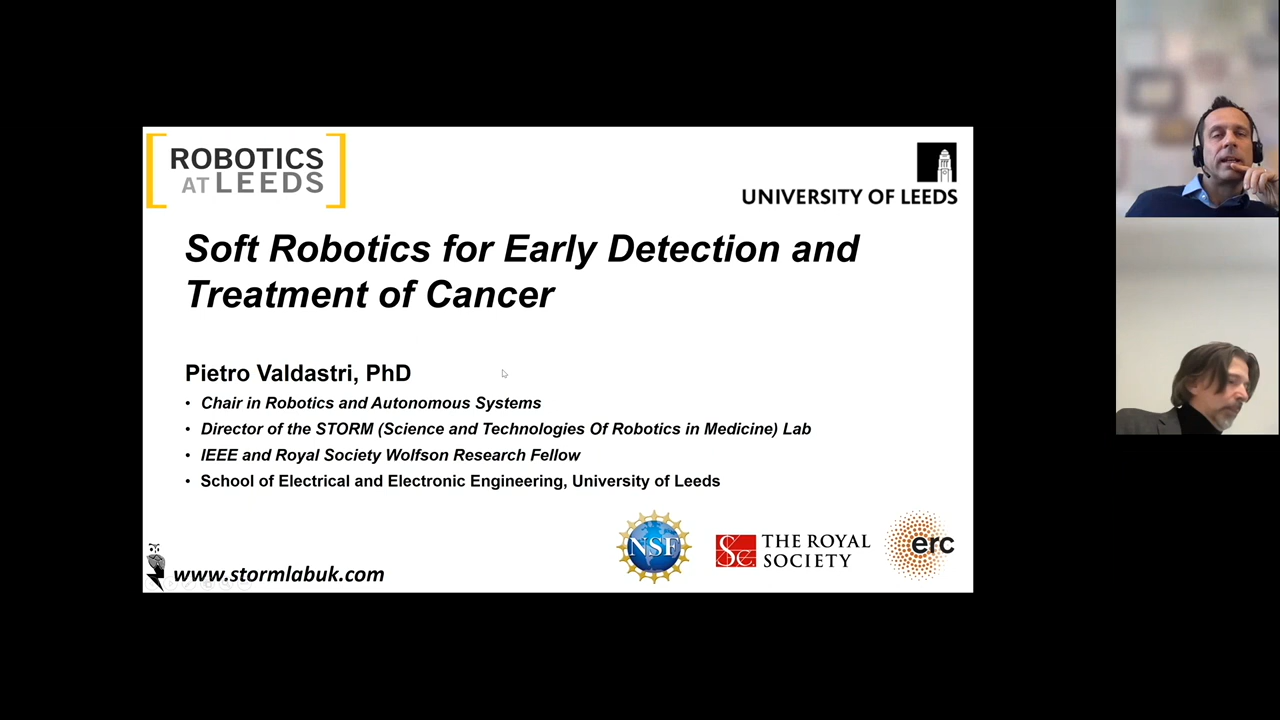 ROBOTICS
AT LEEDS
UNIVERSITY OF LEEDS
Soft Robotics for Early Detection and
Treatment of Cancer
Pietro Valdastri, PhD
• Chair in Robotics and Autonomous Systems
• Director of the STORM (Science and Technologies Of Robotics in Medicine) Lab
• IEEE and Royal Society Wolfson Research Fellow
• School of Electrical and Electronic Engineering, University of Leeds
www.stormlabuk.com
NSF
THE ROYAL
SOCIETY
erc